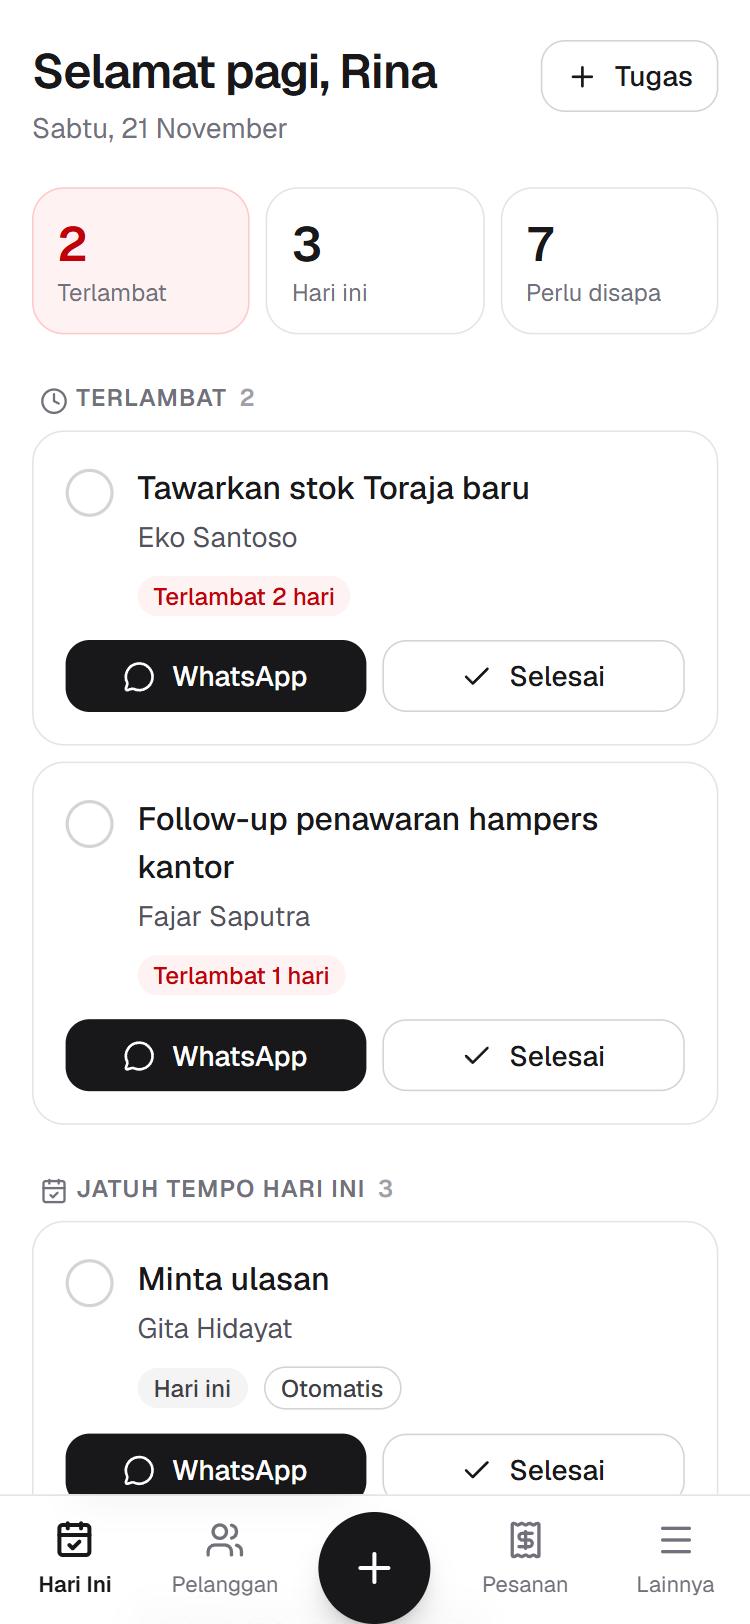 Selamat pagi, Rina
+ Tugas
Sabtu, 21 November
2
Terlambat
3
Hari ini
7
Perlu disapa
TERLAMBAT 2
Tawarkan stok Toraja baru
Eko Santoso
Terlambat 2 hari
WhatsApp
Selesai
Follow-up penawaran hampers
kantor
Fajar Saputra
Terlambat 1 hari
WhatsApp
Selesai
JATUH TEMPO HARI INI 3
Minta ulasan
Gita Hidayat
Hari ini
Otomatis
WhatsApp
Selesai
Hari Ini
Pelanggan
Pesanan
Lainnya